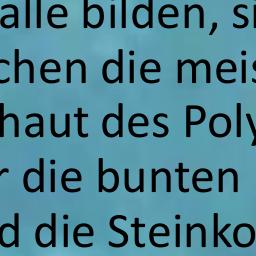 alle bilden, si
chen die meis
haut des Poly
r die bunten
d die Steinko